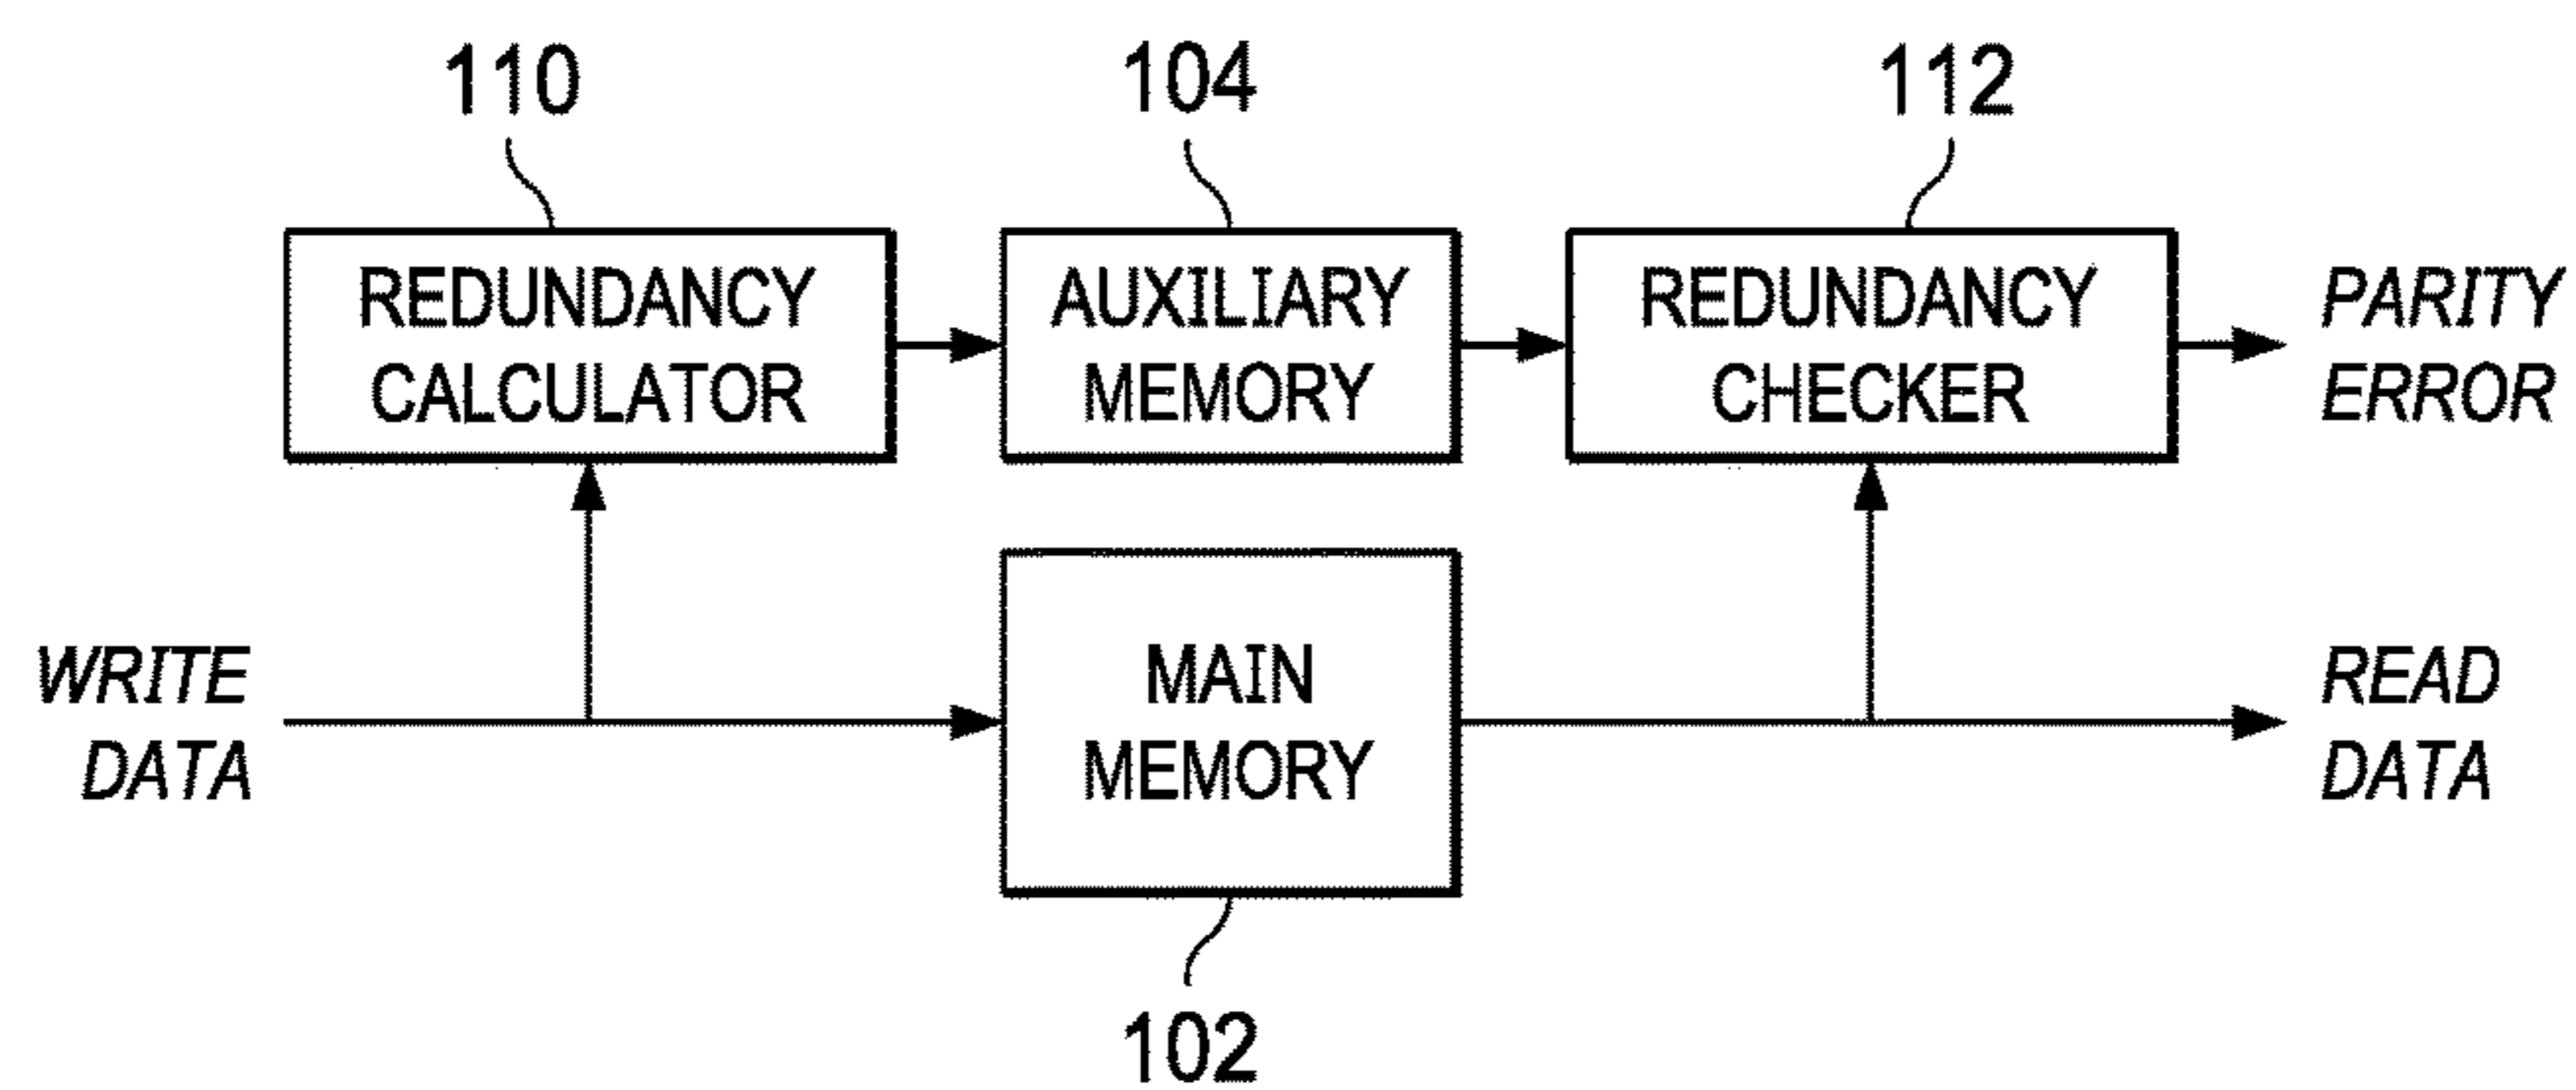 110
104
112
REDUNDANCY
CALCULATOR
AUXILIARY
MEMORY
REDUNDANCY
CHECKER
PARITY
ERROR
WRITE
DATA
MAIN
MEMORY
READ
DATA
102